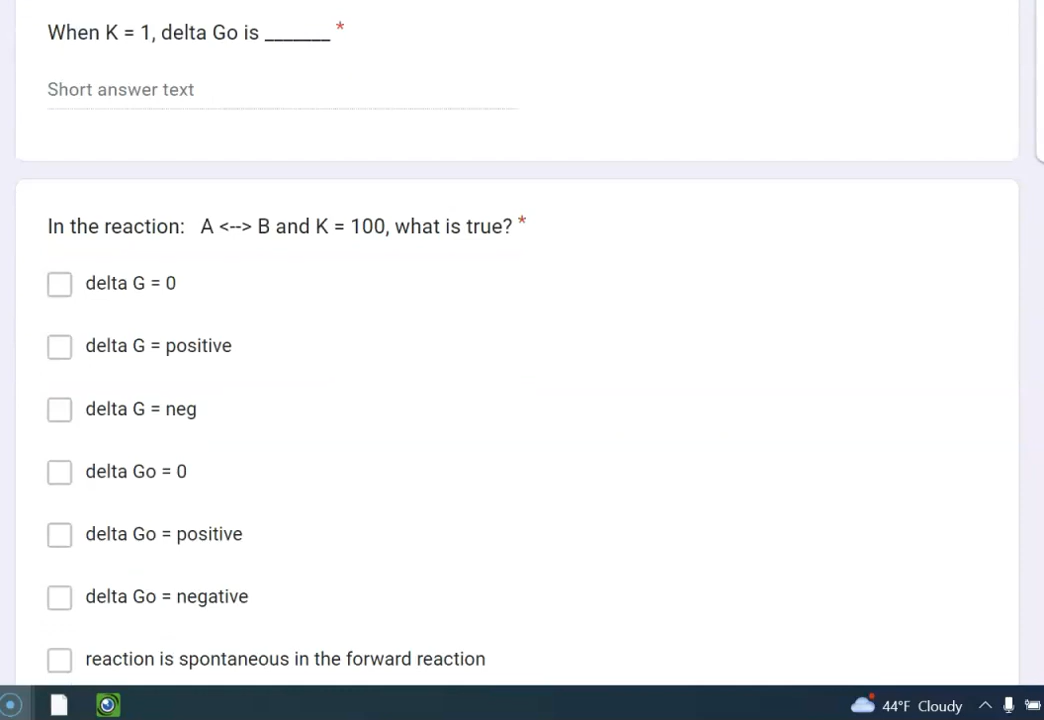 When K = 1, delta Go is _______ *
Short answer text
In the reaction: A <--> B and K = 100, what is true? *
delta G = 0
delta G = positive
delta G = neg
delta Go = 0
delta Go = positive
delta Go = negative
reaction is spontaneous in the forward reaction
44°F Cloudy